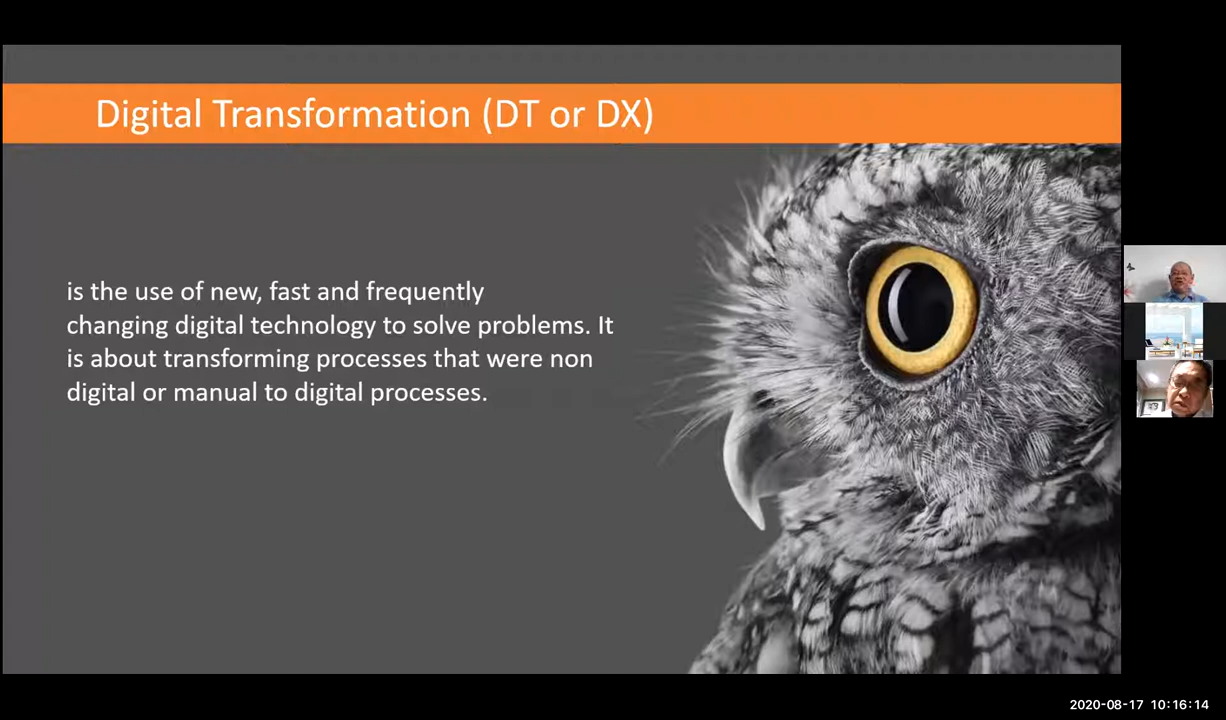 Digital Transformation (DT or DX)
is the use of new, fast and frequently
changing digital technology to solve problems. It
is about transforming processes that were non
digital or manual to digital processes.
2020-08-17 10:16:14